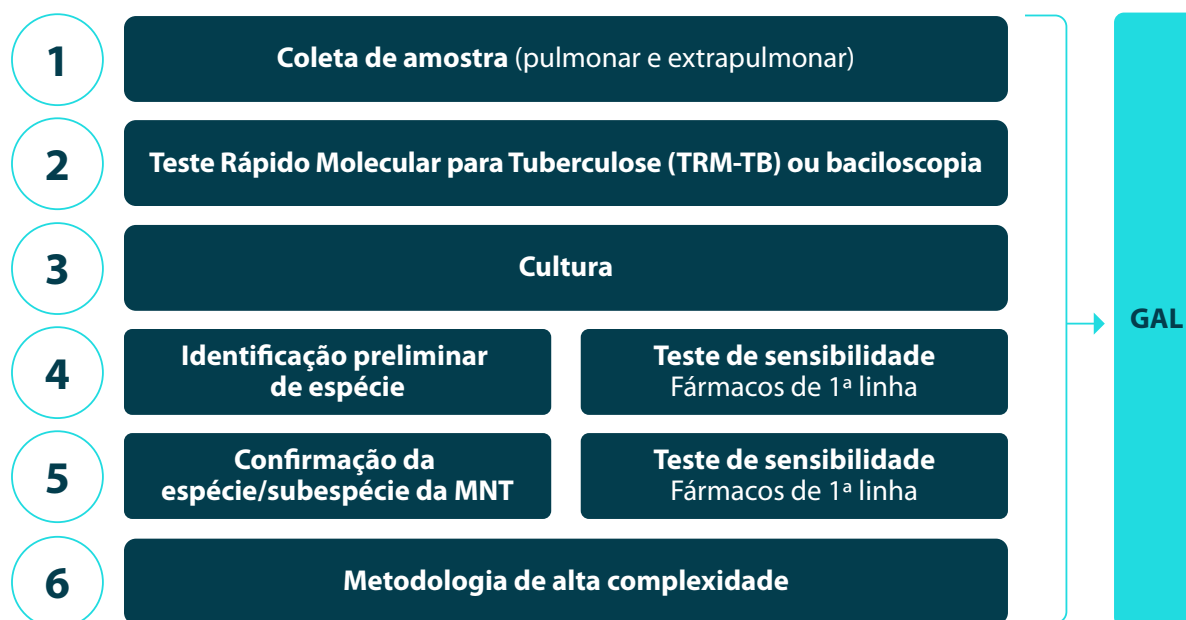 1
Coleta de amostra (pulmonar e extrapulmonar)
2
Teste Rápido Molecular para Tuberculose (TRM-TB) ou baciloscopia
3
Cultura
4
Identificação preliminar
de espécie
Teste de sensibilidade
Fármacos de 1ª linha
5
Confirmação da
espécie/subespécie da MNT
Teste de sensibilidade
Fármacos de 1ª linha
6
Metodologia de alta complexidade
GAL